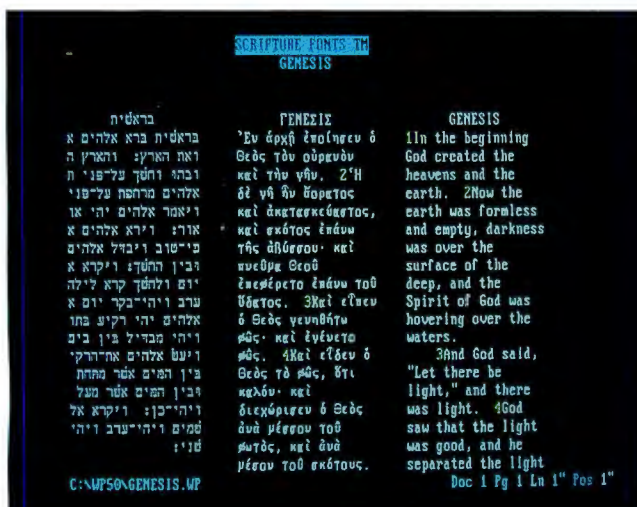 SCRIPTURE FONTS TM
GENESIS
בראשית
בראשית ברא אלהים א
ואת הארץ: והארץ ה
ובהו וחשך על־פני ת
אלהים מרחפת על־פני
ויאמר אלהים יהי או
אור: וירא אלהים א
כי־טוב ויבדל אלהים
ובין החשך: ויקרא א
יום ולחשך קרא לילה
ערב ויהי־בקר יום א
אלהים יהי רקיע בתו
ויהי מבדיל בין בים
ויעש אלהים את־הרקי
בין המים אשר מתחת
ובין המים אשר מעל
ויהי־כן: ויקרא אל
שמים ויהי־ערב ויהי
שני:
ΓΕΝΕΣΙΣ
Ἐν ἀρχῇ ἐποίησεν ὁ
Θεὸς τὸν οὐρανὸν
καὶ τὴν γῆν. 2Ἡ
δὲ γῆ ἦν ἄορατος
καὶ ἀκατασκεύαστος,
καὶ σκότος ἐπάνω
τῆς ἀβύσσου· καὶ
πνεῦμα Θεοῦ
ἐπεφέρετο ἐπάνω τοῦ
ὕδατος. 3Καὶ εἶπεν
ὁ Θεὸς γενηθήτω
φῶς· καὶ ἐγένετο
φῶς. 4Καὶ εἶδεν ὁ
Θεὸς τὸ φῶς, ὅτι
καλόν· καὶ
διεχώρισεν ὁ Θεὸς
ἀνὰ μέσσον τοῦ
φωτὸς, καὶ ἀνὰ
μέσον τοῦ σκότους.
GENESIS
1In the beginning
God created the
heavens and the
earth. 2Now the
earth was formless
and empty, darkness
was over the
surface of the
deep, and the
Spirit of God was
hovering over the
waters.
3And God said,
"Let there be
light," and there
was light. 4God
saw that the light
was good, and he
separated the light
C:\WP50\GENESIS.WP Doc 1 Pg 1 Ln 1" Pos 1"